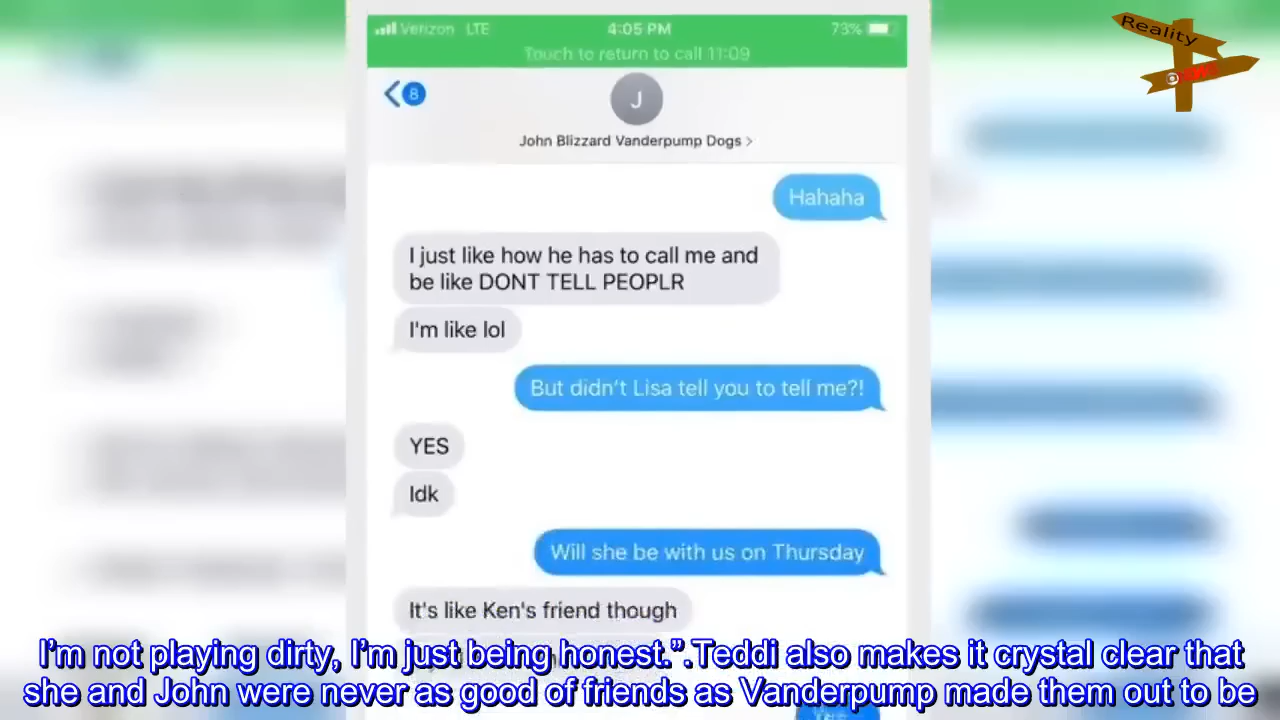 Reality
Verizon LTE
4:05 PM
73%
Touch to return to call 11:09
8
J
John Blizzard Vanderpump Dogs >
Hahaha
I just like how he has to call me and
be like DONT TELL PEOPLR
I'm like lol
But didn't Lisa tell you to tell me?!
YES
Idk
Will she be with us on Thursday
It's like Ken's friend though
I'm not playing dirty, I'm just being honest.”.Teddi also makes it crystal clear that
she and John were never as good of friends as Vanderpump made them out to be